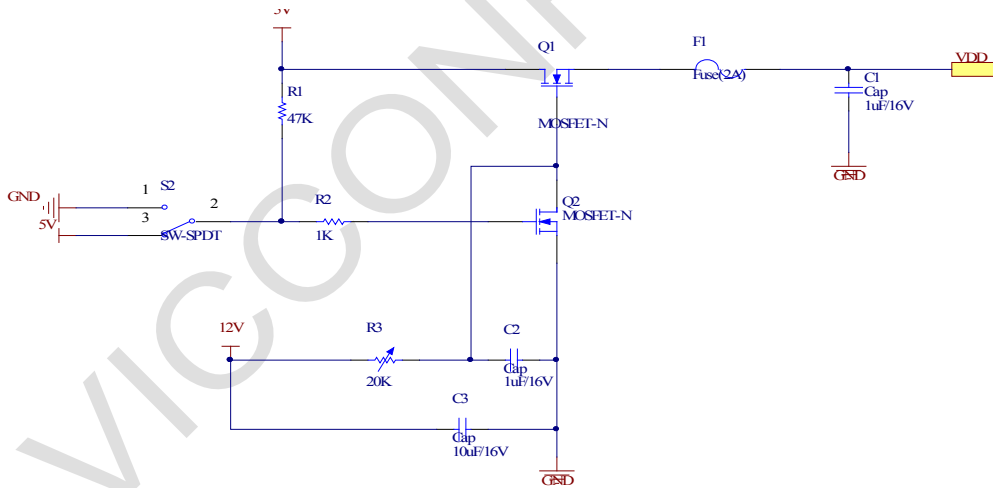 5V
Q1
F1
VDD
Fuse(2A)
C1
Cap
1uF/16V
R1
47K
MOSFET-N
GND
GND
1
S2
3
2
5V
SW-SPDT
R2
1K
Q2
MOSFET-N
12V
R3
20K
C2
Cap
1uF/16V
C3
Cap
10uF/16V
GND